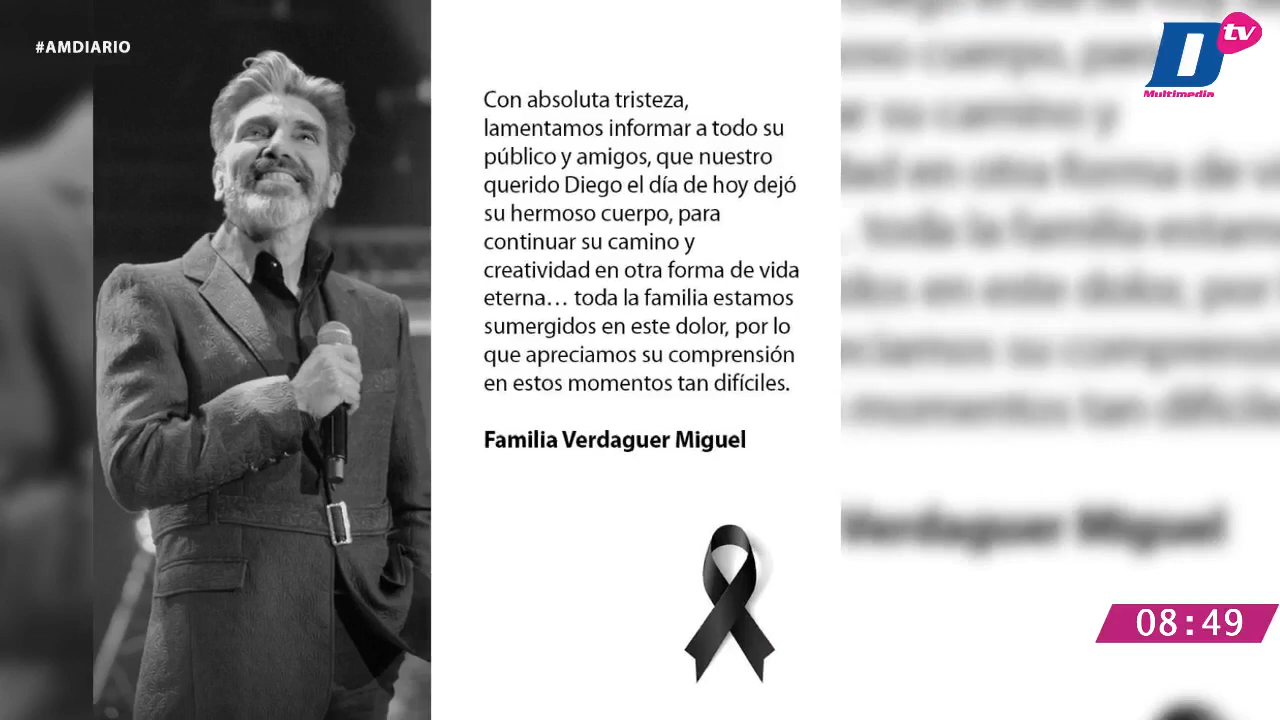 #AMDIARIO
D tv
Multimedia
Con absoluta tristeza,
lamentamos informar a todo su
público y amigos, que nuestro
querido Diego el día de hoy dejó
su hermoso cuerpo, para
continuar su camino y
creatividad en otra forma de vida
eterna… toda la familia estamos
sumergidos en este dolor, por lo
que apreciamos su comprensión
en estos momentos tan difíciles.
Familia Verdaguer Miguel
08:49